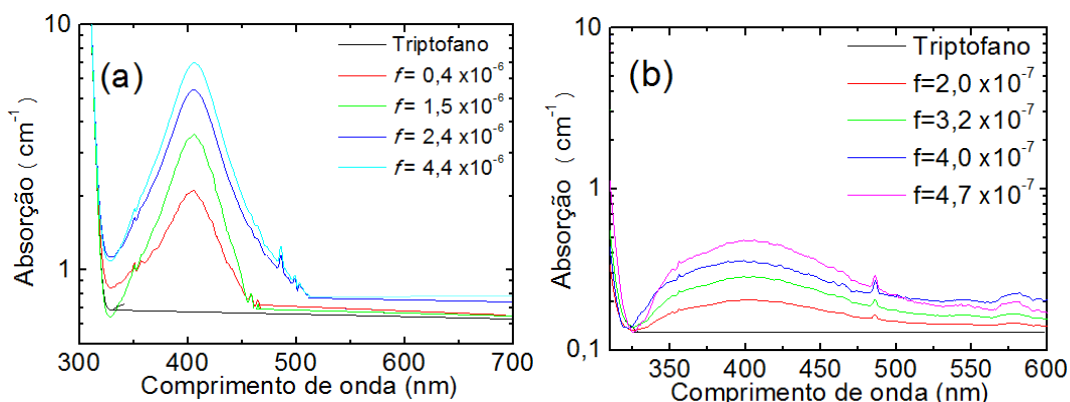 10
1
Absorção ( cm⁻¹)
(a)
Triptofano
f = 0,4 x10⁻⁶
f = 1,5 x10⁻⁶
f = 2,4 x10⁻⁶
f = 4,4 x10⁻⁶
300 400 500 600 700
Comprimento de onda (nm)
10
1
0,1
Absorção ( cm⁻¹)
(b)
Triptofano
f=2,0 x10⁻⁷
f=3,2 x10⁻⁷
f=4,0 x10⁻⁷
f=4,7 x10⁻⁷
350 400 450 500 550 600
Comprimento de onda (nm)